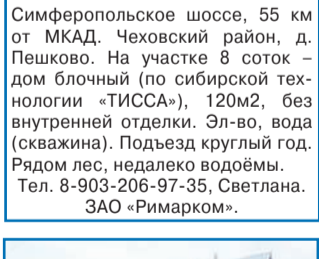 Симферопольское шоссе, 55 км
от МКАД. Чеховский район, д.
Пешково. На участке 8 соток –
дом блочный (по сибирской тех-
нологии «ТИССА»), 120м2, без
внутренней отделки. Эл-во, вода
(скважина). Подъезд круглый год.
Рядом лес, недалеко водоёмы.
Тел. 8-903-206-97-35, Светлана.
ЗАО «Римарком».